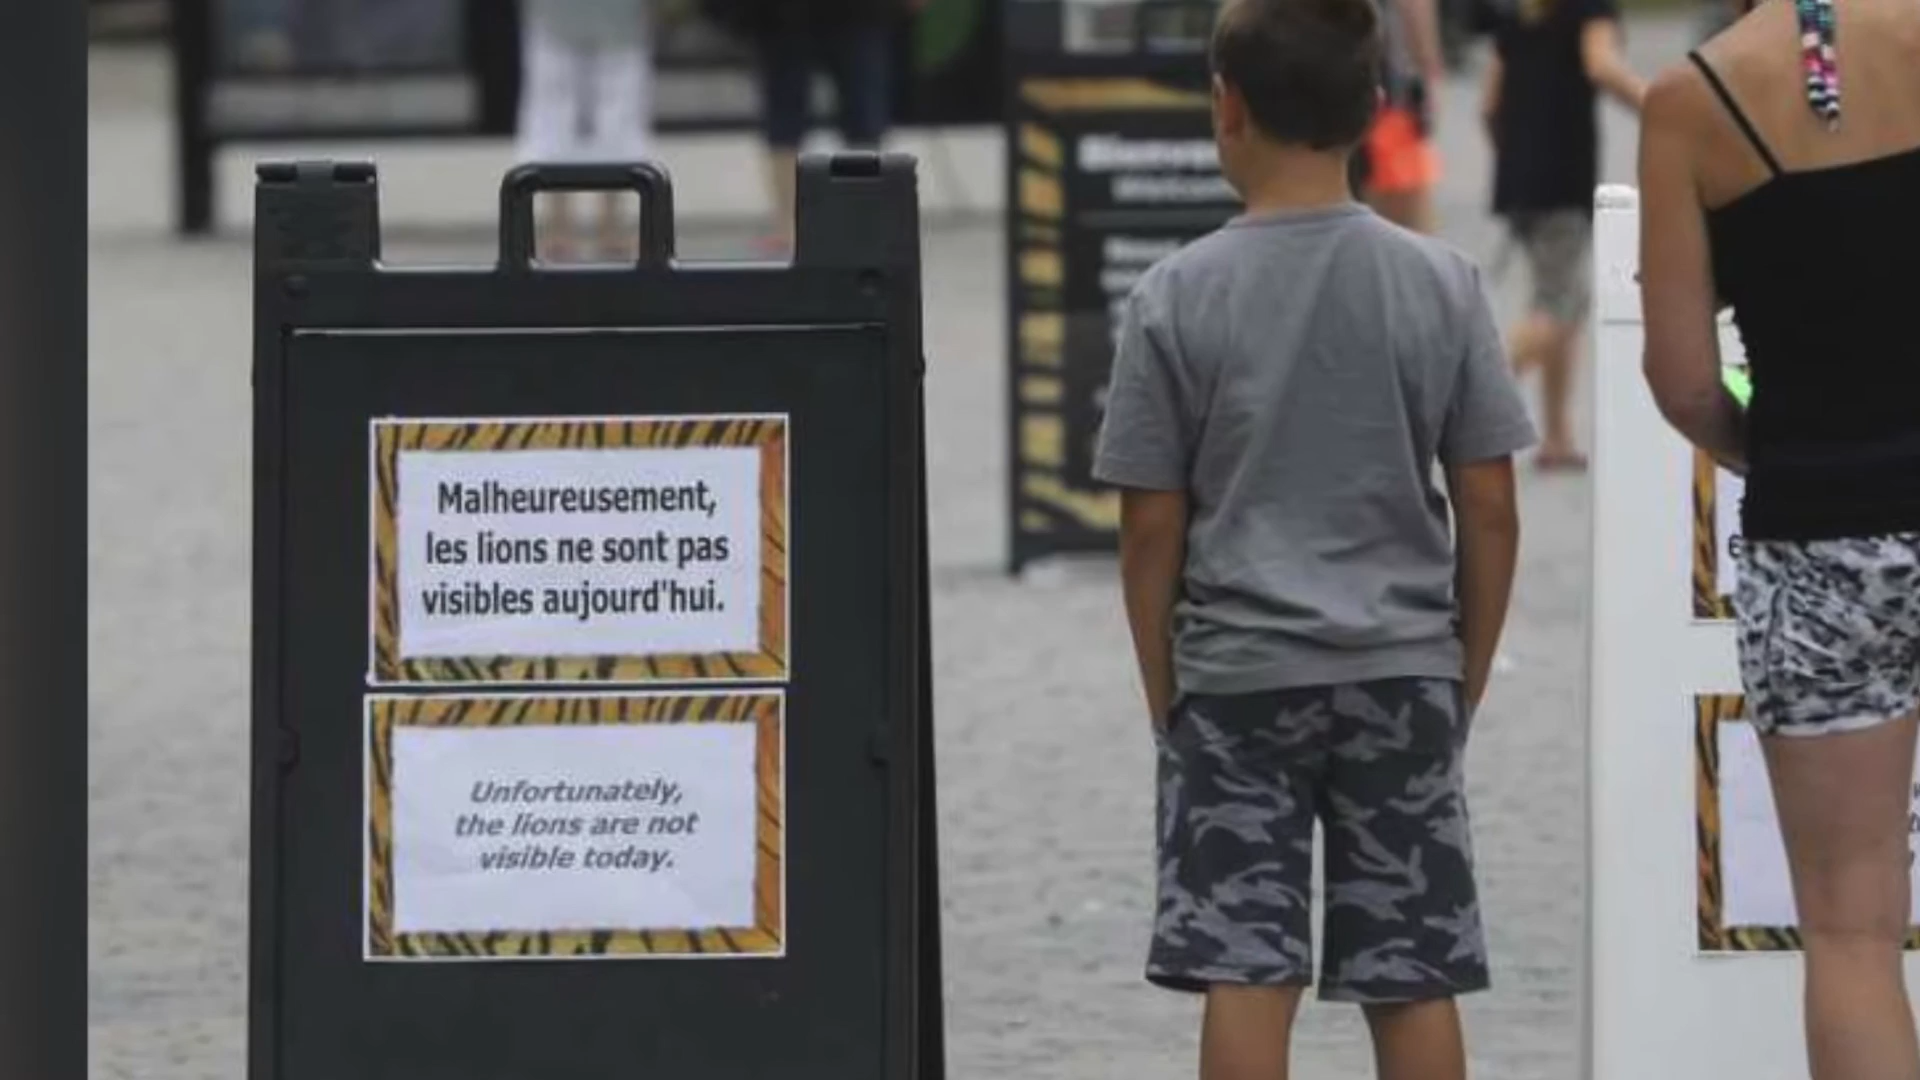 Malheureusement,
les lions ne sont pas
visibles aujourd'hui.
Unfortunately,
the lions are not
visible today.